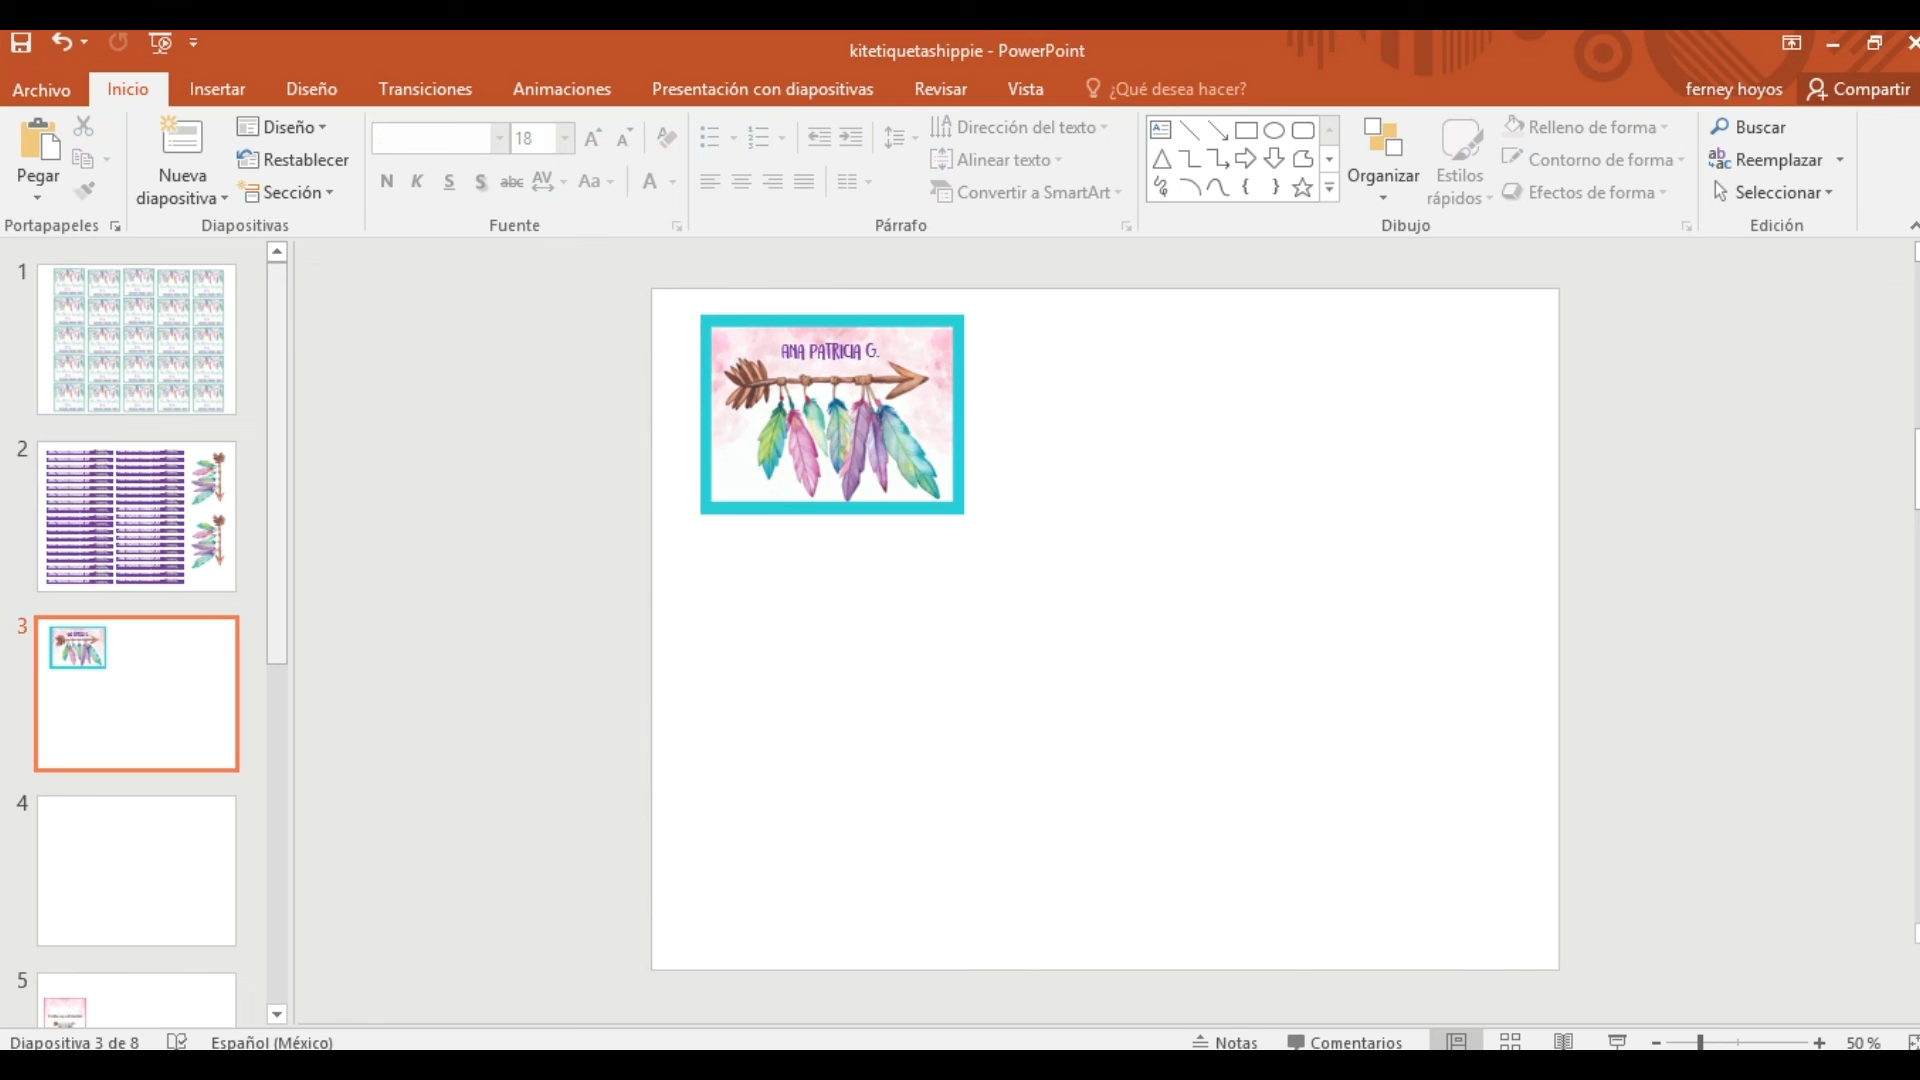 kitetiquetashippie - PowerPoint
Archivo Inicio Insertar Diseño Transiciones Animaciones Presentación con diapositivas Revisar Vista ¿Qué desea hacer? ferney hoyos Compartir
Pegar
Nueva diapositiva
Diseño
Restablecer
Sección
18
N K S S abc AV Aa A
Dirección del texto
Alinear texto
Convertir a SmartArt
Organizar
Estilos rápidos
Relleno de forma
Contorno de forma
Efectos de forma
Buscar
Reemplazar
Seleccionar
Portapapeles Diapositivas Fuente Párrafo Dibujo Edición
1
2
3
4
5
ANA PATRICIA G.
Diapositiva 3 de 8 Español (México) Notas Comentarios 50 %